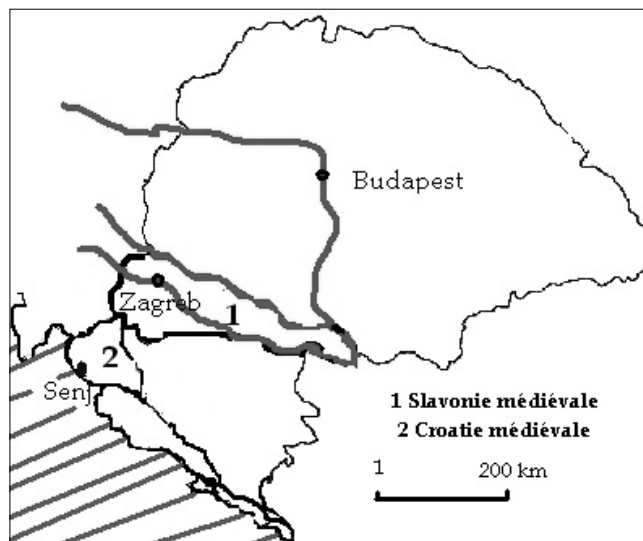 Budapest
Zagreb
1
2
Senj
1 Slavonie médiévale
2 Croatie médiévale
1 200 km